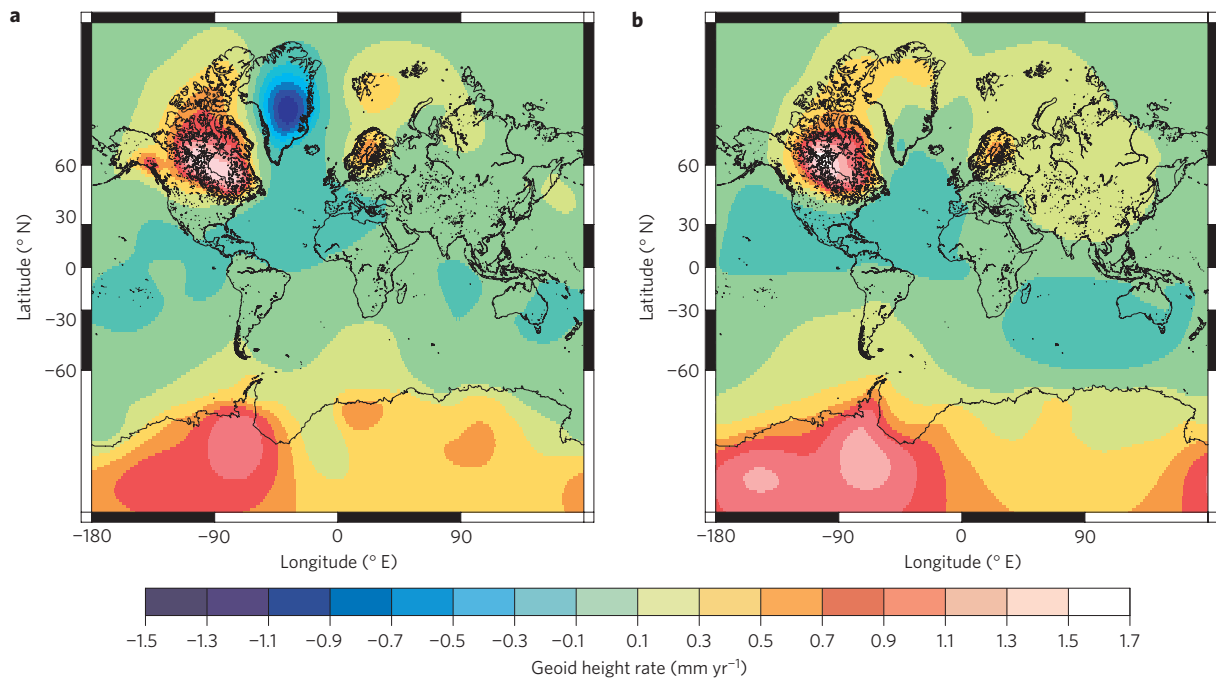 a
b
Latitude (° N)
60
30
0
−30
−60
−180
−90
0
90
Longitude (° E)
Latitude (° N)
60
30
0
−30
−60
−180
−90
0
90
Longitude (° E)
−1.5 −1.3 −1.1 −0.9 −0.7 −0.5 −0.3 −0.1 0.1 0.3 0.5 0.7 0.9 1.1 1.3 1.5 1.7
Geoid height rate (mm yr⁻¹)